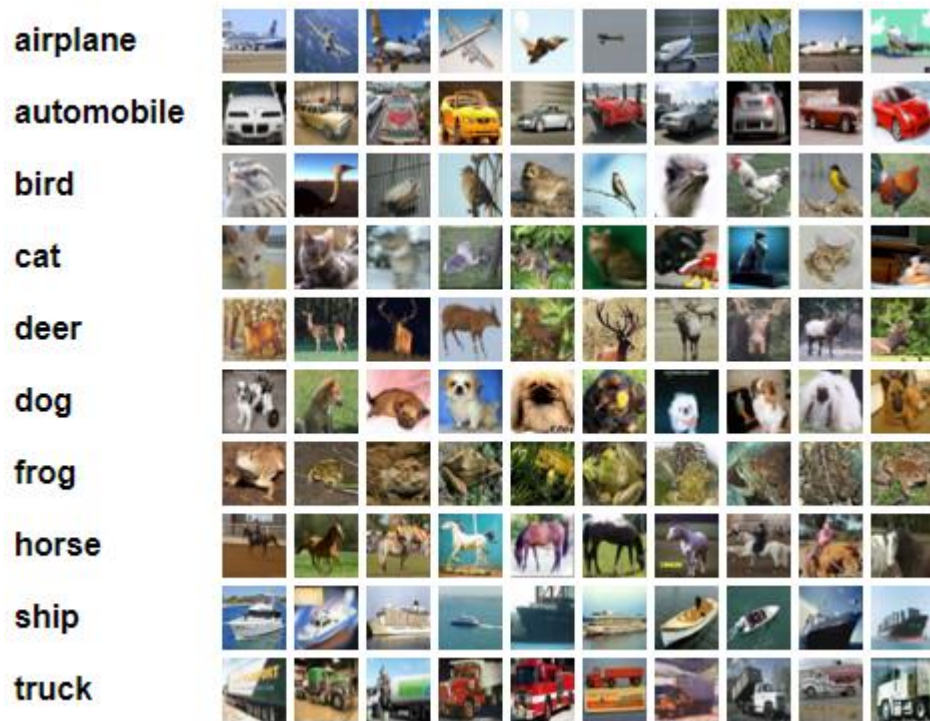 airplane
automobile
bird
cat
deer
dog
frog
horse
ship
truck